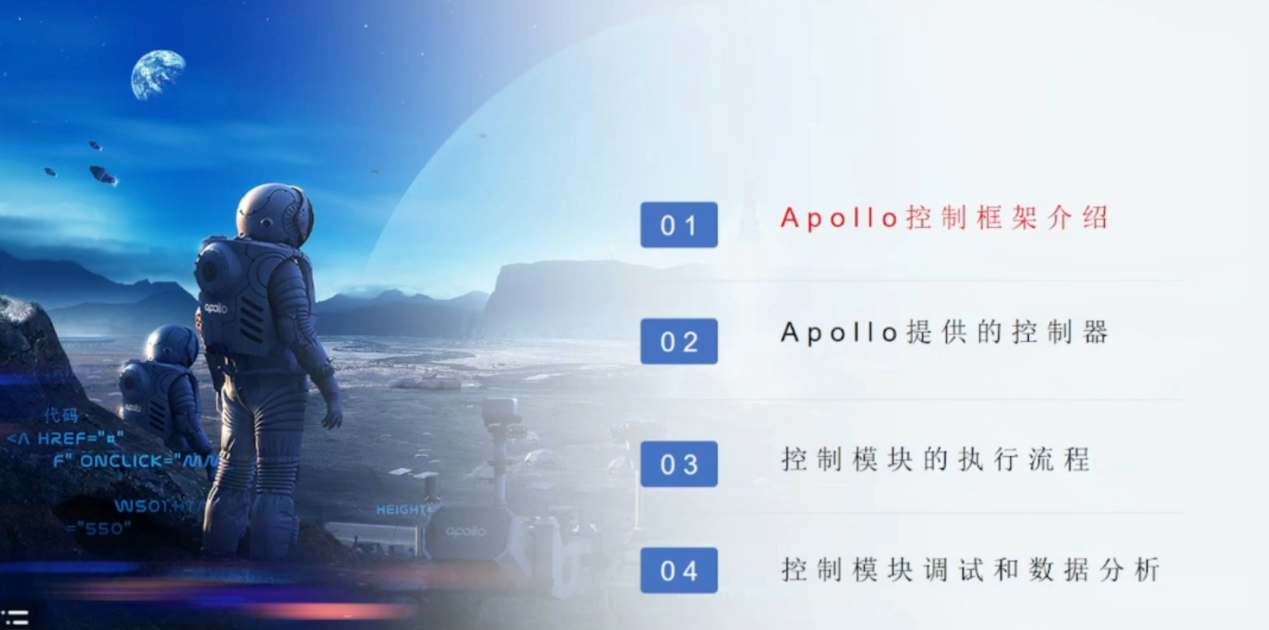 01 Apollo控制框架介绍
02 Apollo提供的控制器
03 控制模块的执行流程
04 控制模块调试和数据分析
apollo
apollo
代码
<A HREF="¤"
F" ONCLICK="
="550"
HEIGHT=
apollo